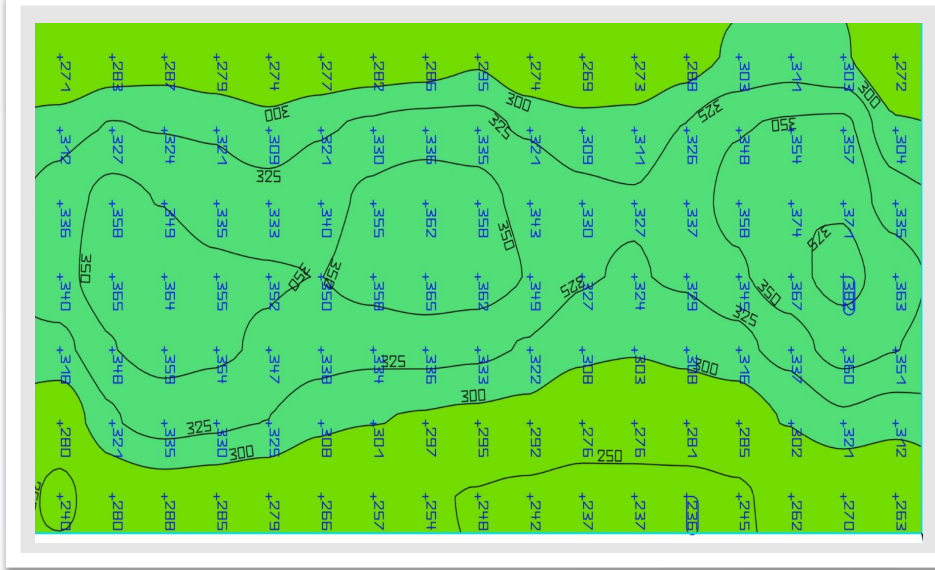 +271 +283 +287 +279 +274 +277 +282 +286 +295 +274 +269 +273 +288 +303 +311 +303 +272
300 300 325 325 350 300
+312 +327 +324 +321 +309 +321 +330 +336 +335 +321 +309 +311 +326 +348 +354 +357 +304
325
+336 +358 +349 +335 +333 +340 +359 +362 +358 +343 +330 +327 +337 +358 +374 +371 +335
350 375
350 350 350 325 350
+340 +365 +364 +355 +352 +350 +358 +365 +360 +349 +327 +324 +329 +345 +367 +387 +363
325
+316 +348 +359 +354 +347 +338 +334 +336 +333 +322 +308 +303 +308 +316 +337 +360 +351
325 300
300
+280 +321 +335 +330 +325 +308 +301 +297 +295 +292 +276 +276 +281 +285 +302 +321 +312
325
300 250
+240 +280 +288 +285 +279 +266 +257 +254 +248 +242 +237 +237 +236 +245 +262 +270 +263